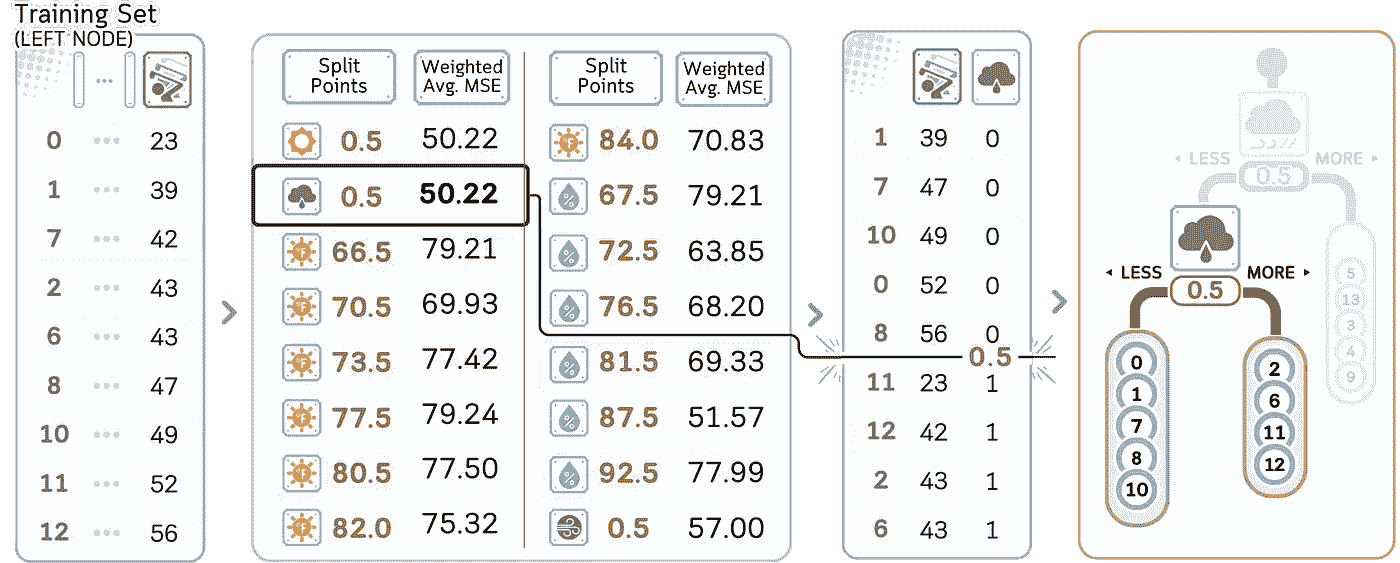 Training Set
(LEFT NODE)
...
0 ... 23
1 ... 39
7 ... 42
2 ... 43
6 ... 43
8 ... 47
10 ... 49
11 ... 52
12 ... 56
Split Points Weighted Avg. MSE
0.5 50.22
0.5 50.22
°F 66.5 79.21
°F 70.5 69.93
°F 73.5 77.42
°F 77.5 79.24
°F 80.5 77.50
°F 82.0 75.32
Split Points Weighted Avg. MSE
°F 84.0 70.83
% 67.5 79.21
% 72.5 63.85
% 76.5 68.20
% 81.5 69.33
% 87.5 51.57
% 92.5 77.99
0.5 57.00
1 39 0
7 47 0
10 49 0
0 52 0
8 56 0
0.5
11 23 1
12 42 1
2 43 1
6 43 1
LESS MORE
0.5
LESS MORE
0.5
0
1
7
8
10
2
6
11
12
5
13
3
4
9